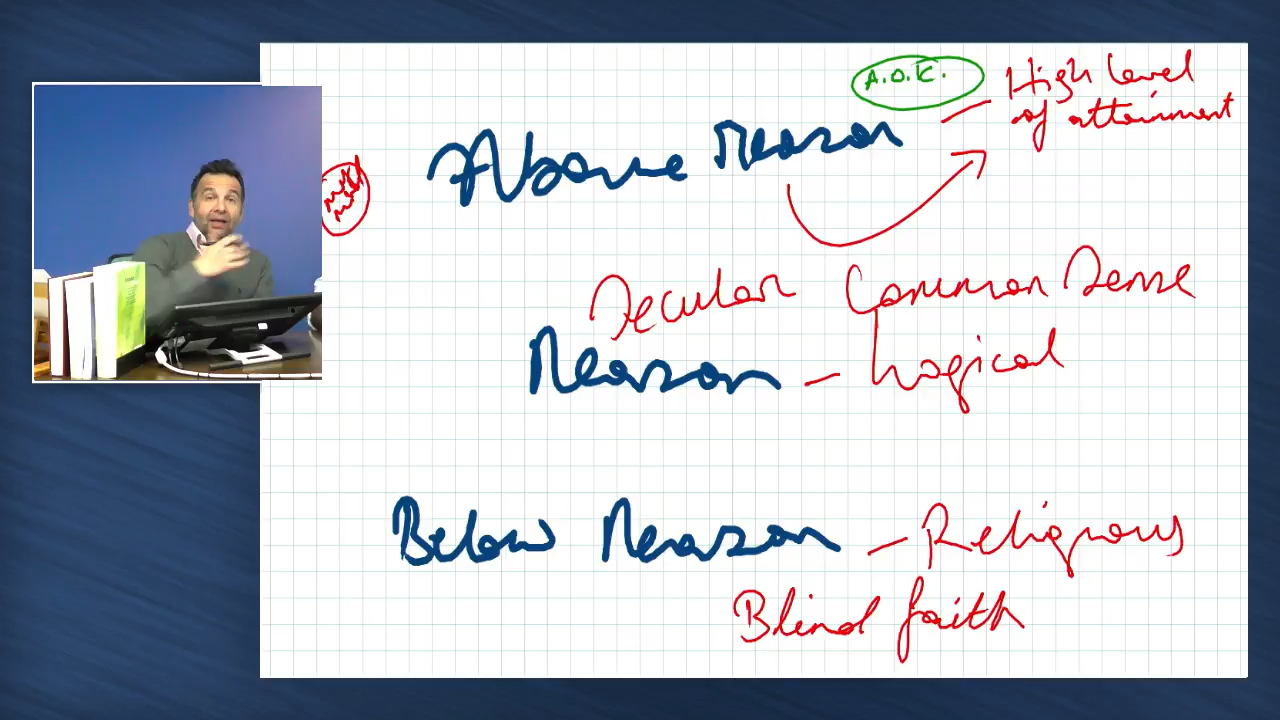 A.O.K.
Above Reason – High level
of attainment
Secular Common Sense
Reason – Logical
Below Reason – Religious
Blind faith